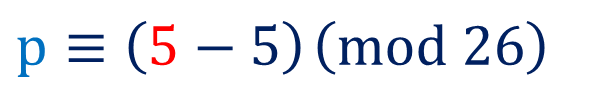 p ≡ (5 − 5) (mod 26)